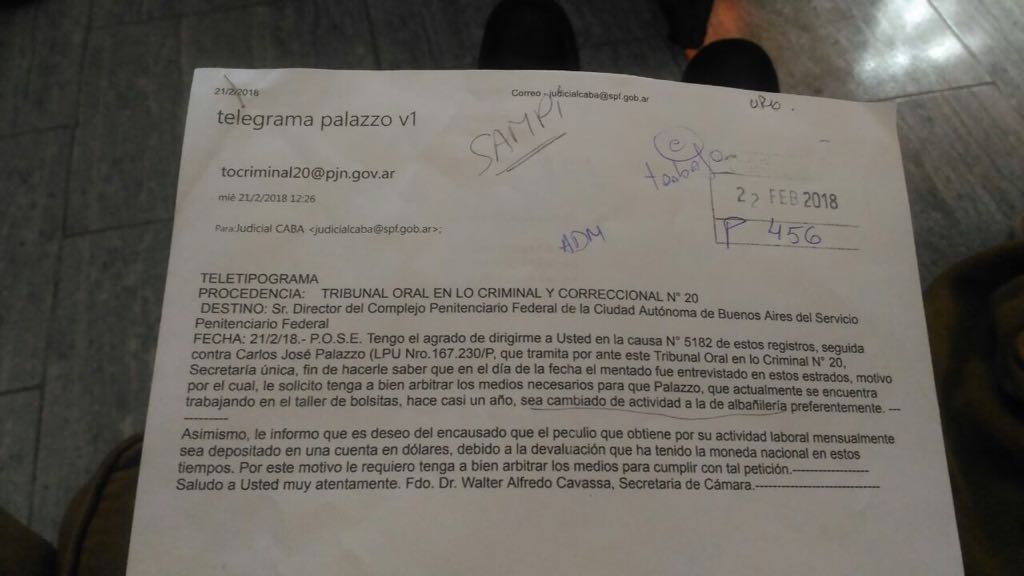 21/2/2018
Correo - judicialcaba@spf.gob.ar
telegrama palazzo v1
SAMPI
tocriminal20@pjn.gov.ar
trabajo
mié 21/2/2018 12:26
22 FEB 2018
P 456
Para:Judicial CABA <judicialcaba@spf.gob.ar>;
ADM
TELETIPOGRAMA
PROCEDENCIA: TRIBUNAL ORAL EN LO CRIMINAL Y CORRECCIONAL N° 20
DESTINO: Sr. Director del Complejo Penitenciario Federal de la Ciudad Autónoma de Buenos Aires del Servicio
Penitenciario Federal
FECHA: 21/2/18.- P.O.S.E. Tengo el agrado de dirigirme a Usted en la causa N° 5182 de estos registros, seguida
contra Carlos José Palazzo (LPU Nro.167.230/P, que tramita por ante este Tribunal Oral en lo Criminal N° 20,
Secretaría única, fin de hacerle saber que en el día de la fecha el mentado fue entrevistado en estos estrados, motivo
por el cual, le solicito tenga a bien arbitrar los medios necesarios para que Palazzo, que actualmente se encuentra
trabajando en el taller de bolsitas, hace casi un año, sea cambiado de actividad a la de albañilería preferentemente. ---
----------
Asimismo, le informo que es deseo del encausado que el peculio que obtiene por su actividad laboral mensualmente
sea depositado en una cuenta en dólares, debido a la devaluación que ha tenido la moneda nacional en estos
tiempos. Por este motivo le requiero tenga a bien arbitrar los medios para cumplir con tal petición.-----------------
Saludo a Usted muy atentamente. Fdo. Dr. Walter Alfredo Cavassa, Secretaria de Cámara.----------------------------